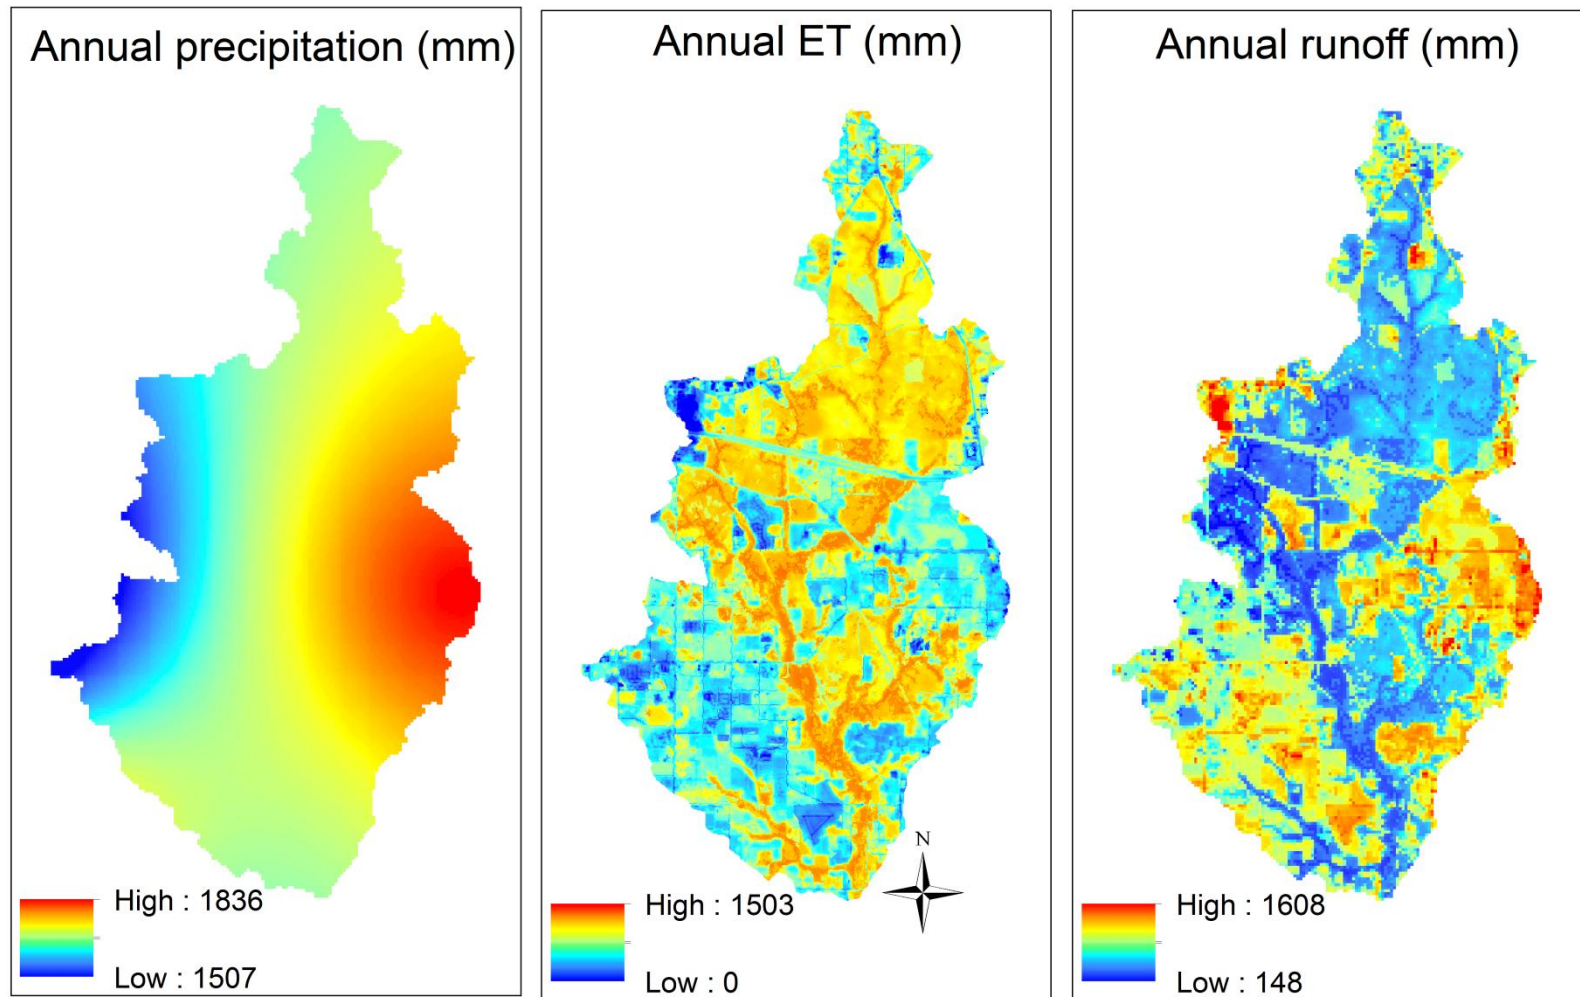 Annual precipitation (mm)
High : 1836
Low : 1507
Annual ET (mm)
N
High : 1503
Low : 0
Annual runoff (mm)
High : 1608
Low : 148